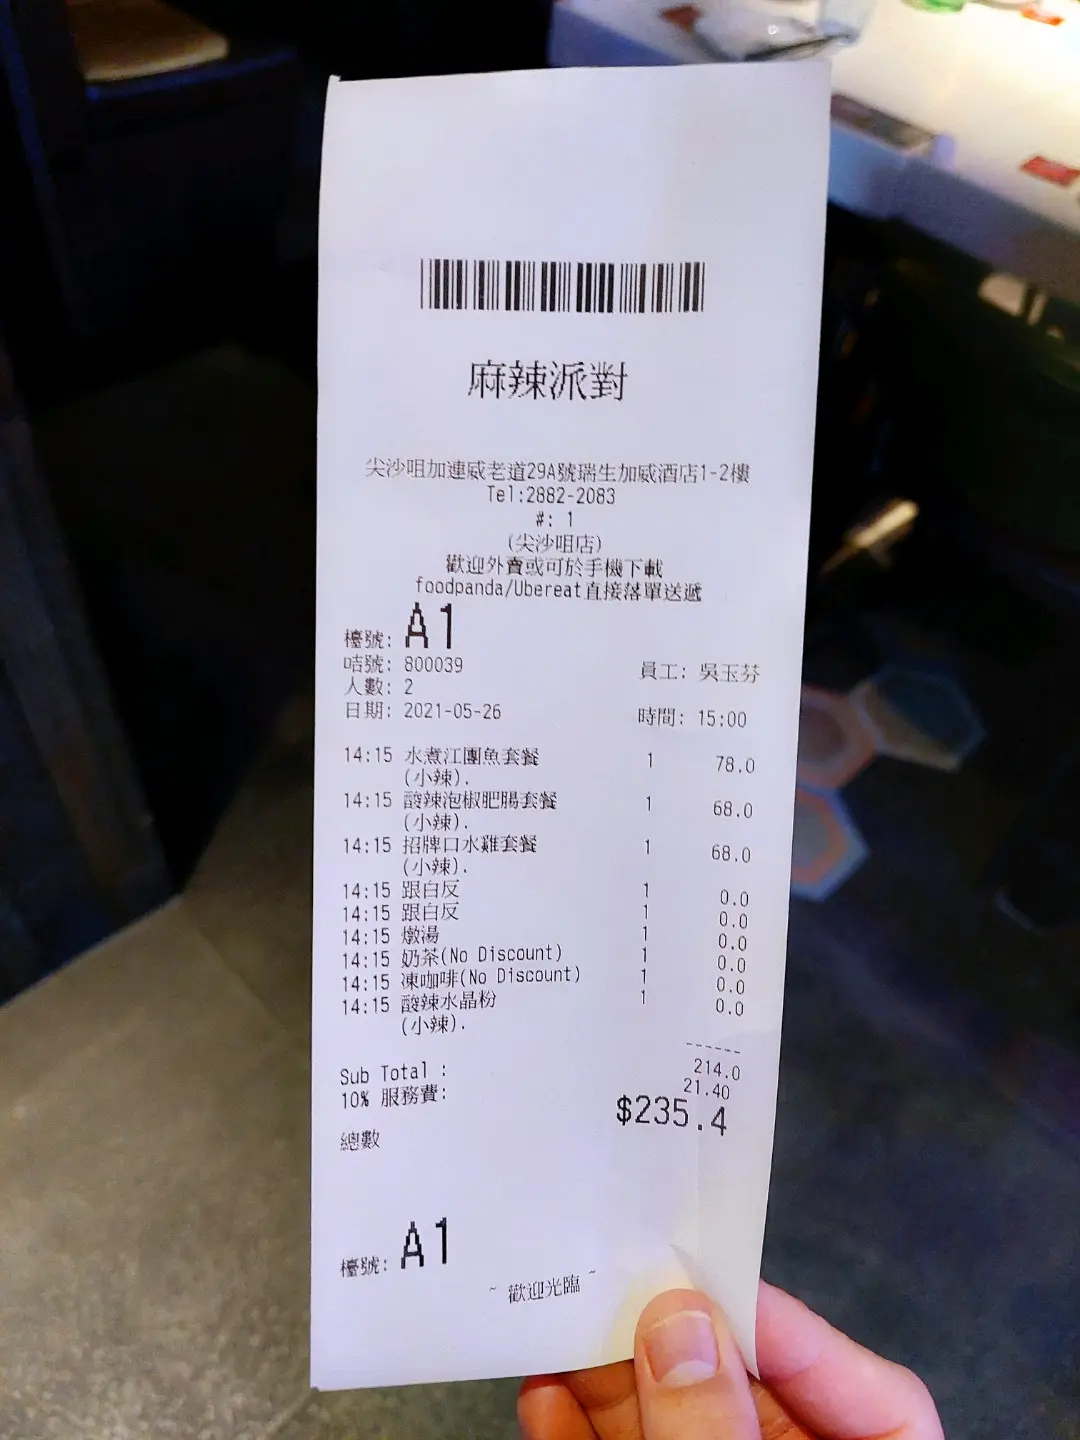 麻辣派對
尖沙咀加連威老道29A號瑞生加威酒店1-2樓
Tel:2882-2083
#: 1
(尖沙咀店)
歡迎外賣或可於手機下載
foodpanda/Ubereat直接落單送遞
檯號: A1
咭號: 800039 員工: 吳玉芬
人數: 2
日期: 2021-05-26 時間: 15:00
14:15 水煮江團魚套餐 1 78.0
(小辣).
14:15 酸辣泡椒肥腸套餐 1 68.0
(小辣).
14:15 招牌口水雞套餐 1 68.0
(小辣).
14:15 跟白反 1 0.0
14:15 跟白反 1 0.0
14:15 燉湯 1 0.0
14:15 奶茶(No Discount) 1 0.0
14:15 凍咖啡(No Discount) 1 0.0
14:15 酸辣水晶粉 1 0.0
(小辣).
------
Sub Total : 214.0
10% 服務費: 21.40
總數 $235.4
檯號: A1
~ 歡迎光臨 ~